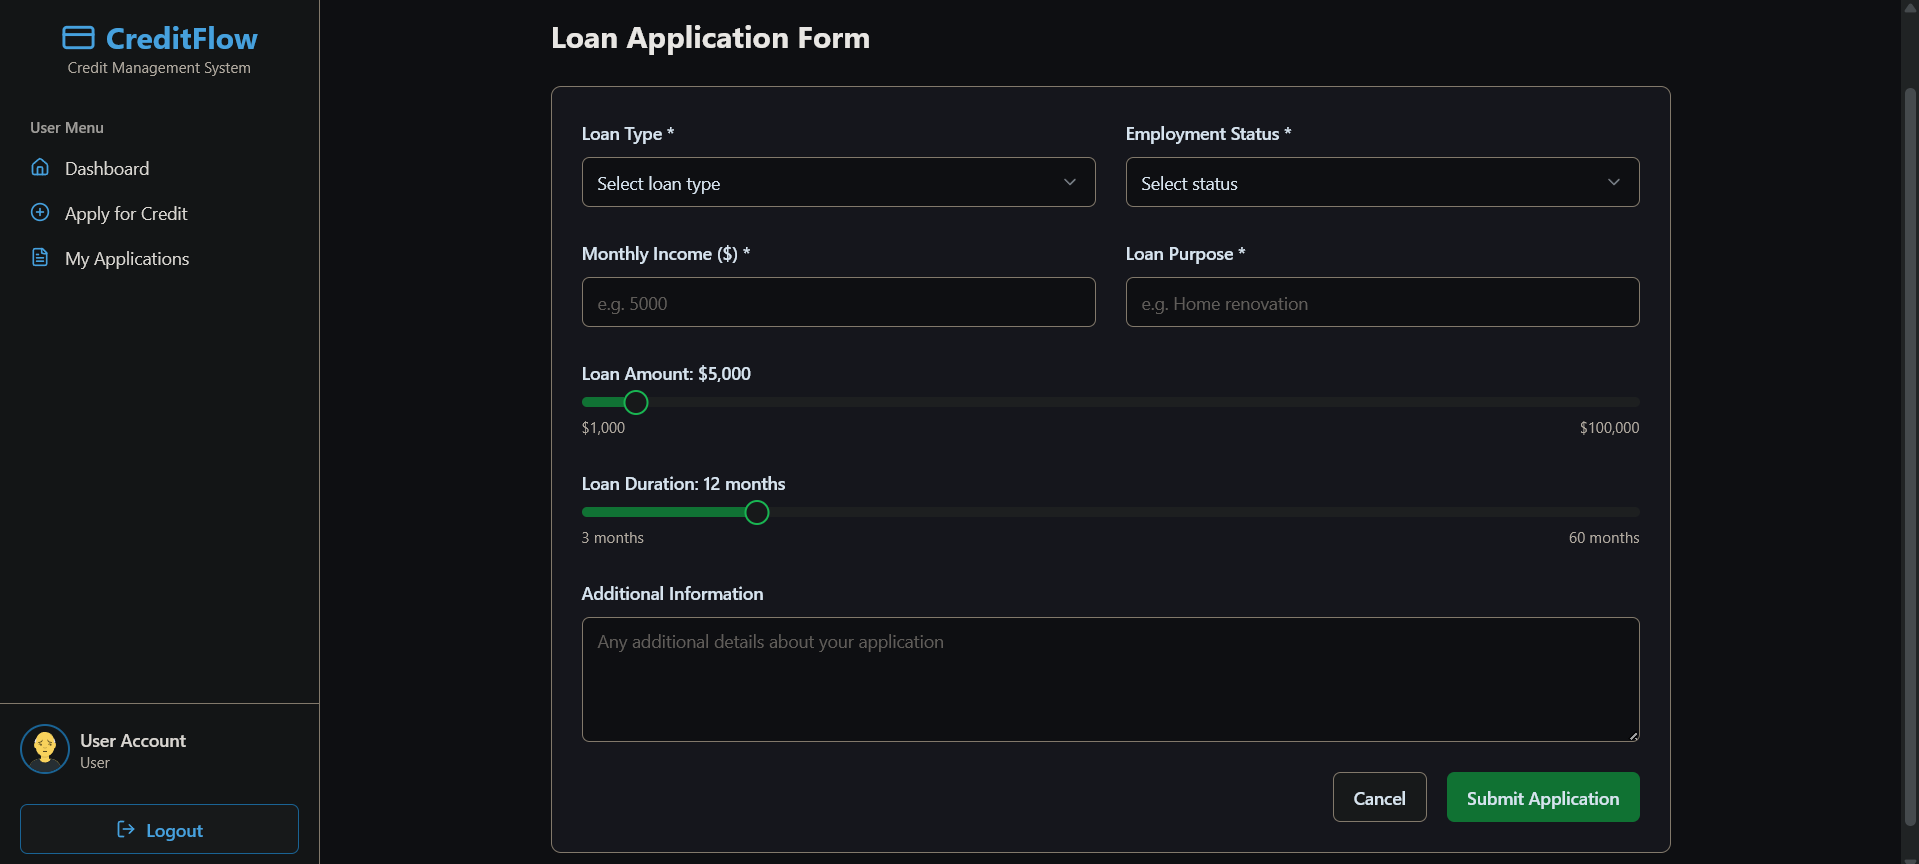 CreditFlow
Credit Management System
User Menu
Dashboard
Apply for Credit
My Applications
User Account
User
Logout
Loan Application Form
Loan Type *
Select loan type
Employment Status *
Select status
Monthly Income ($) *
e.g. 5000
Loan Purpose *
e.g. Home renovation
Loan Amount: $5,000
$1,000
$100,000
Loan Duration: 12 months
3 months
60 months
Additional Information
Any additional details about your application
Cancel
Submit Application